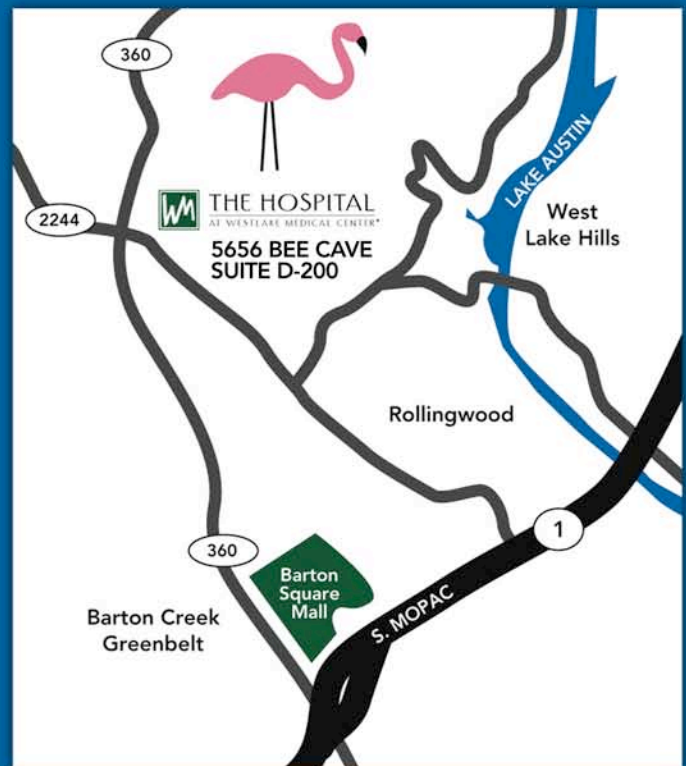 360
WM THE HOSPITAL
AT WESTLAKE MEDICAL CENTER
5656 BEE CAVE
SUITE D-200
2244
LAKE AUSTIN
West
Lake Hills
Rollingwood
1
360
Barton
Square
Mall
S. MOPAC
Barton Creek
Greenbelt